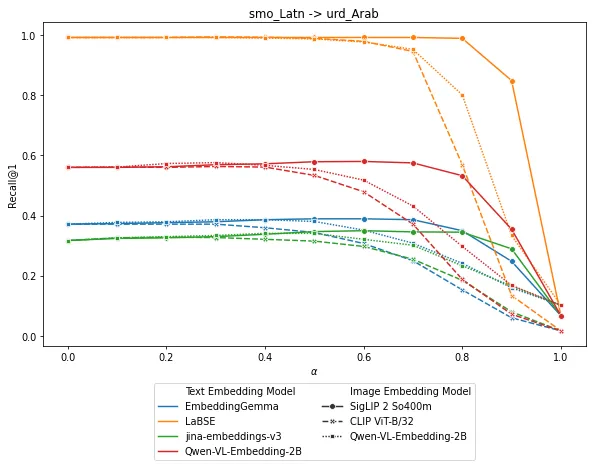 smo_Latn -> urd_Arab
Recall@1
1.0
0.8
0.6
0.4
0.2
0.0
0.0 0.2 0.4 0.6 0.8 1.0
α
Text Embedding Model
EmbeddingGemma
LaBSE
jina-embeddings-v3
Qwen-VL-Embedding-2B
Image Embedding Model
SigLIP 2 So400m
CLIP ViT-B/32
Qwen-VL-Embedding-2B